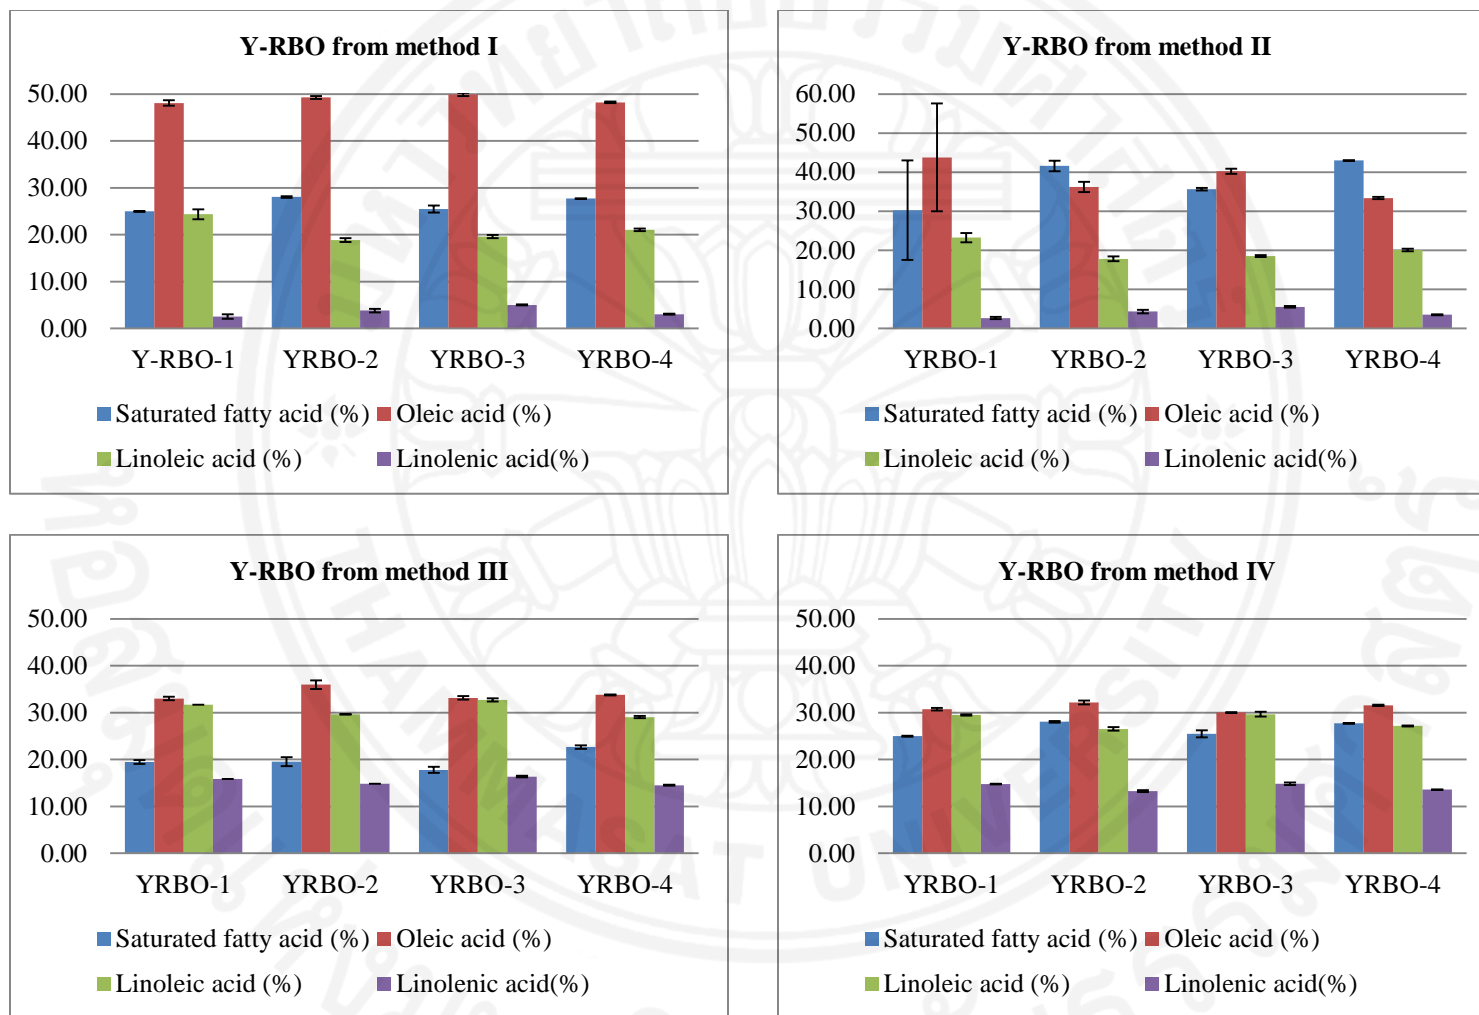 Y-RBO from method I
50.00
40.00
30.00
20.00
10.00
0.00
Y-RBO-1 YRBO-2 YRBO-3 YRBO-4
Saturated fatty acid (%) Oleic acid (%)
Linoleic acid (%) Linolenic acid(%)
Y-RBO from method II
60.00
50.00
40.00
30.00
20.00
10.00
0.00
YRBO-1 YRBO-2 YRBO-3 YRBO-4
Saturated fatty acid (%) Oleic acid (%)
Linoleic acid (%) Linolenic acid(%)
Y-RBO from method III
50.00
40.00
30.00
20.00
10.00
0.00
YRBO-1 YRBO-2 YRBO-3 YRBO-4
Saturated fatty acid (%) Oleic acid (%)
Linoleic acid (%) Linolenic acid(%)
Y-RBO from method IV
50.00
40.00
30.00
20.00
10.00
0.00
YRBO-1 YRBO-2 YRBO-3 YRBO-4
Saturated fatty acid (%) Oleic acid (%)
Linoleic acid (%) Linolenic acid(%)
THAMMASAT UNIVERSITY